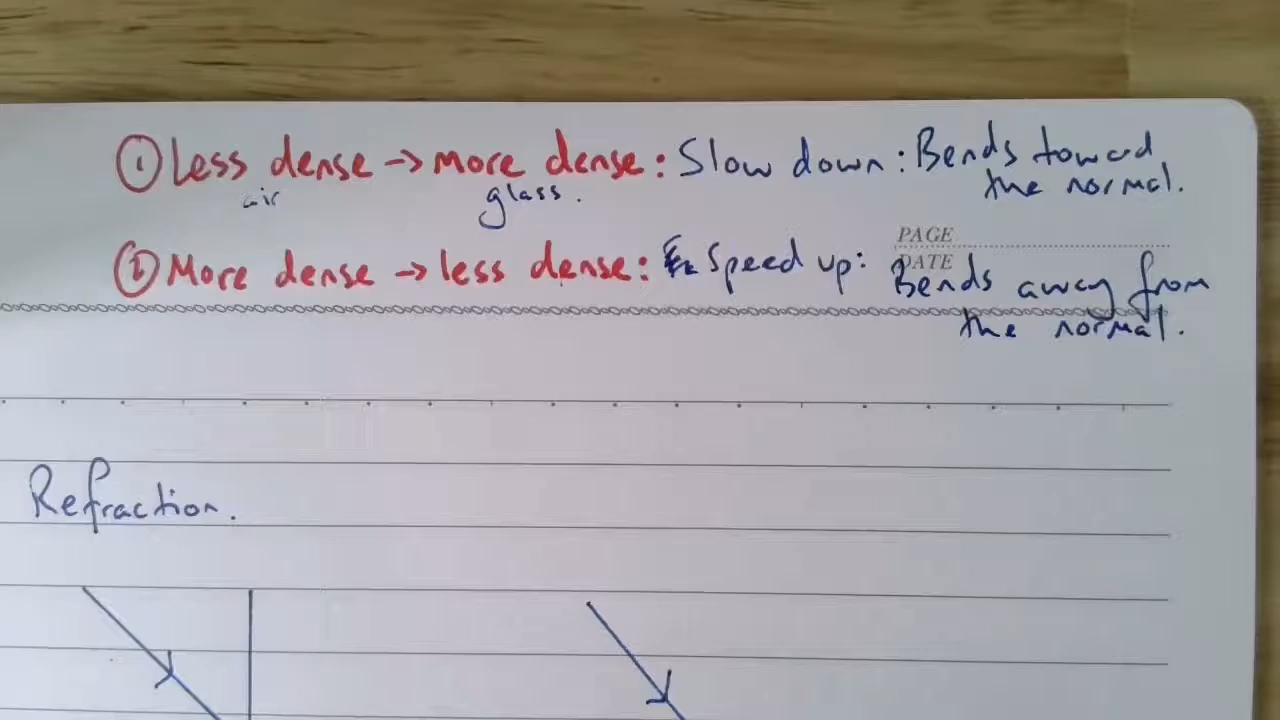 ① Less dense → more dense: Slow down: Bends toward
the normal.
air
glass.
② More dense → less dense: Speed up: Bends away from
the normal.
PAGE
DATE
Refraction.